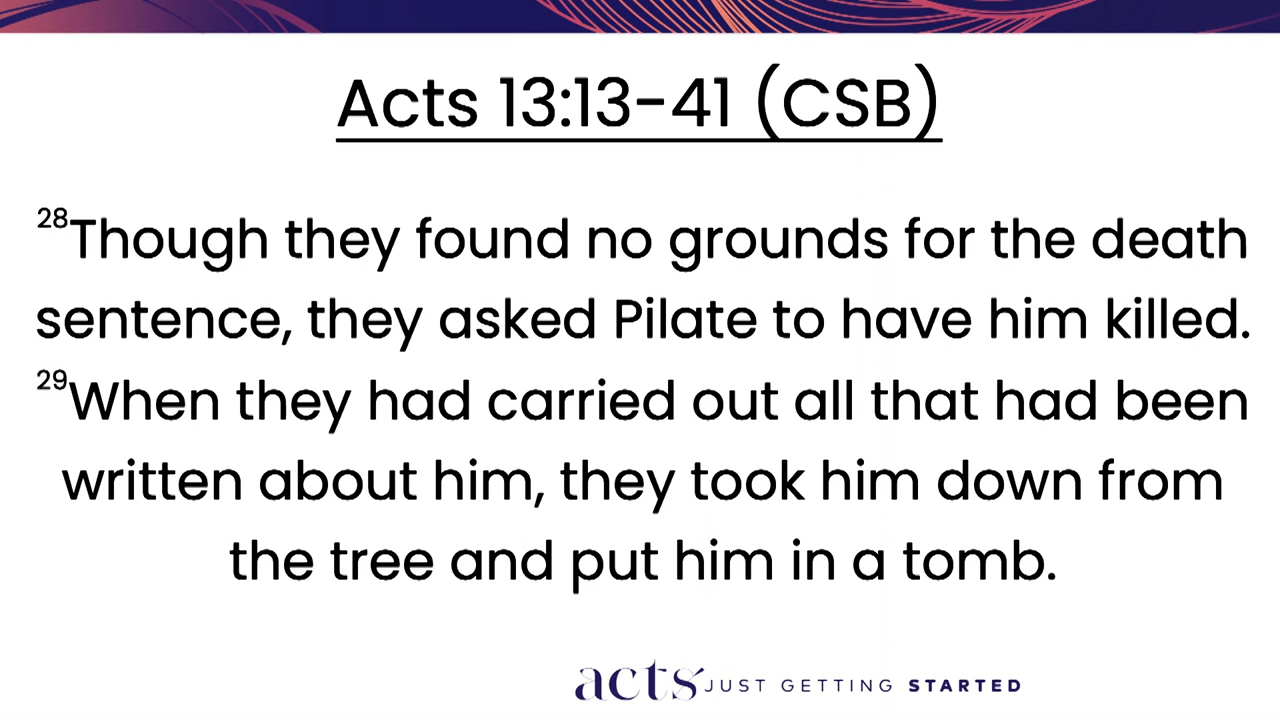 Acts 13:13-41 (CSB)
28Though they found no grounds for the death
sentence, they asked Pilate to have him killed.
29When they had carried out all that had been
written about him, they took him down from
the tree and put him in a tomb.
acts JUST GETTING STARTED